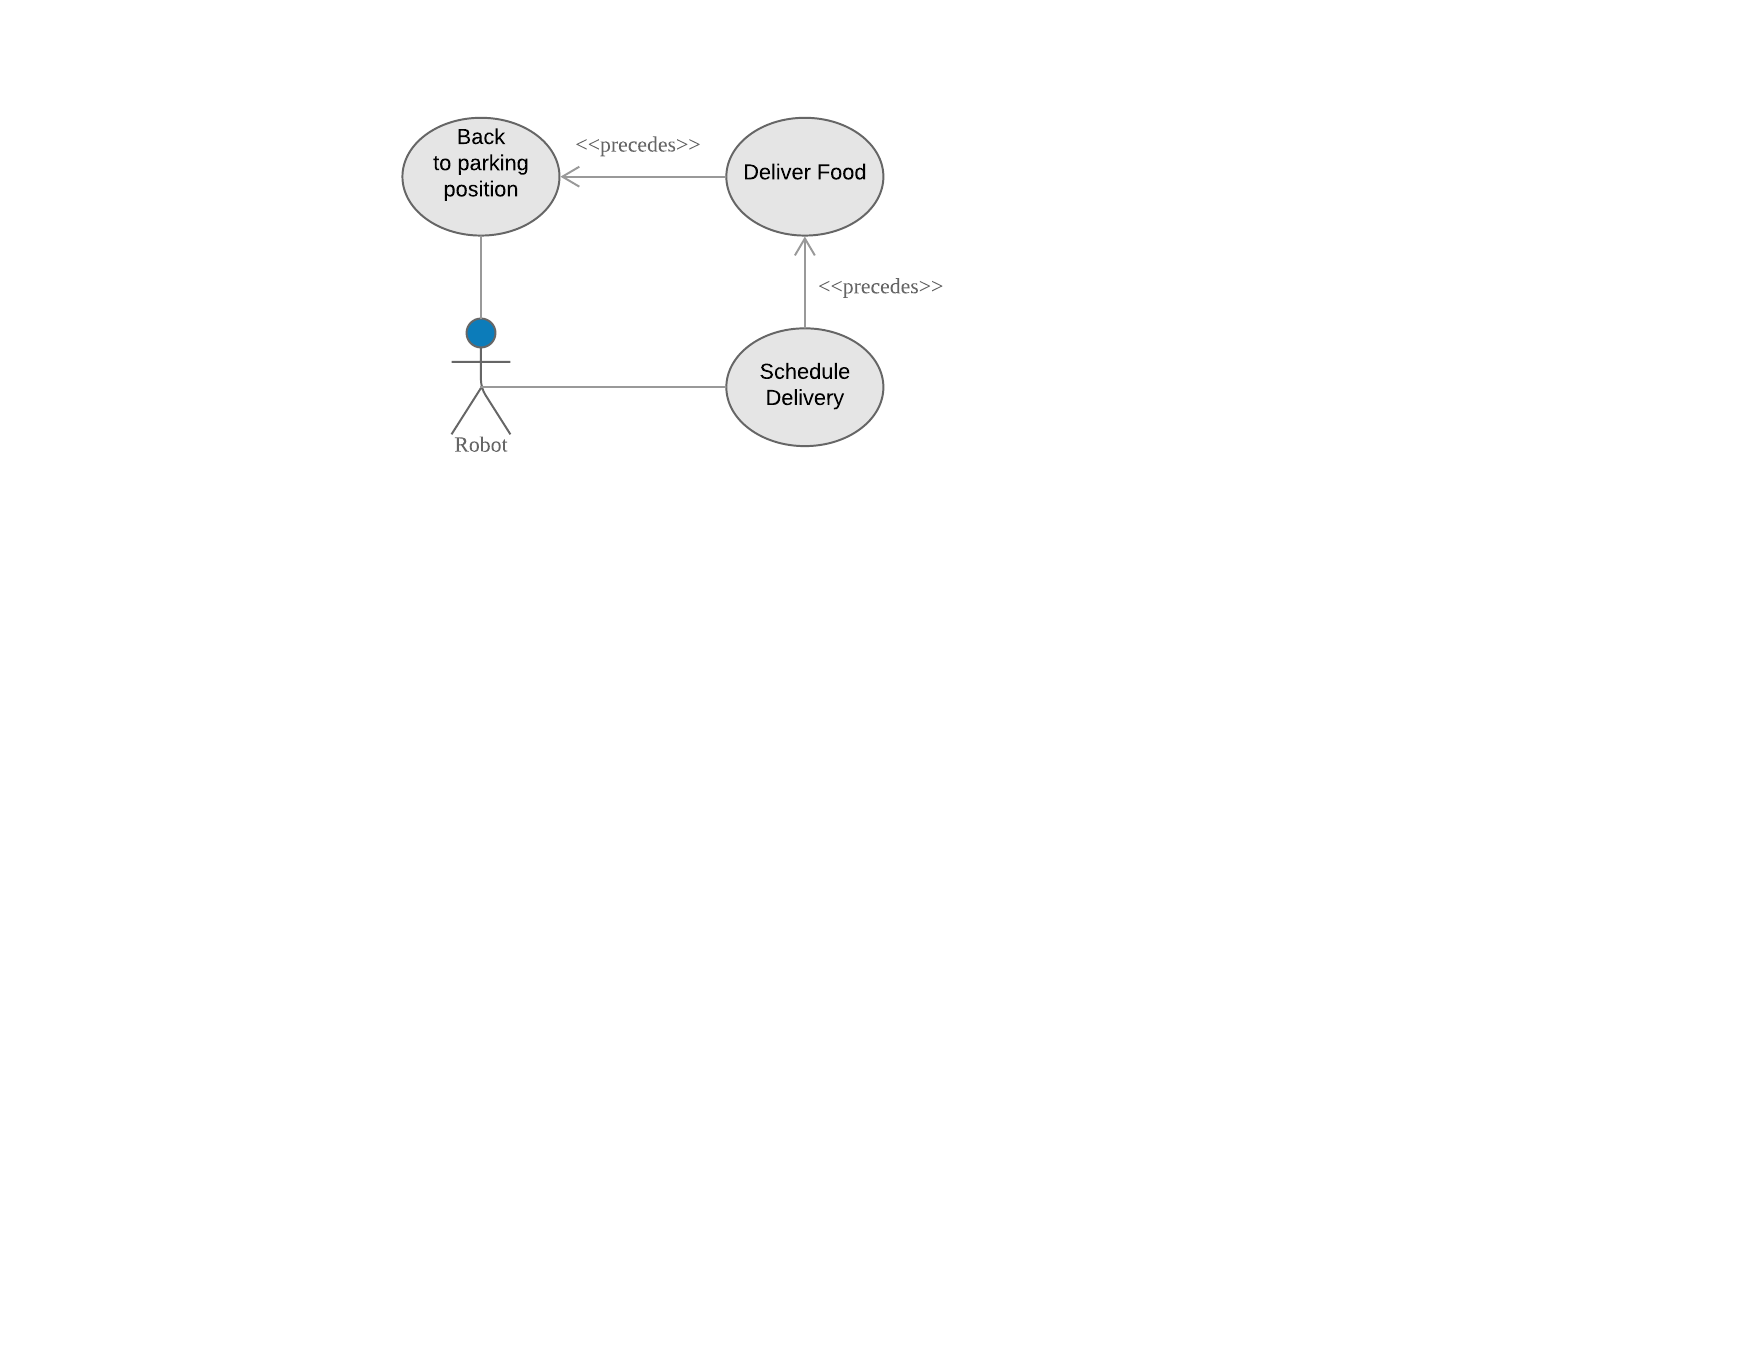 Back
to parking
position
<<precedes>>
Deliver Food
<<precedes>>
Schedule
Delivery
Robot